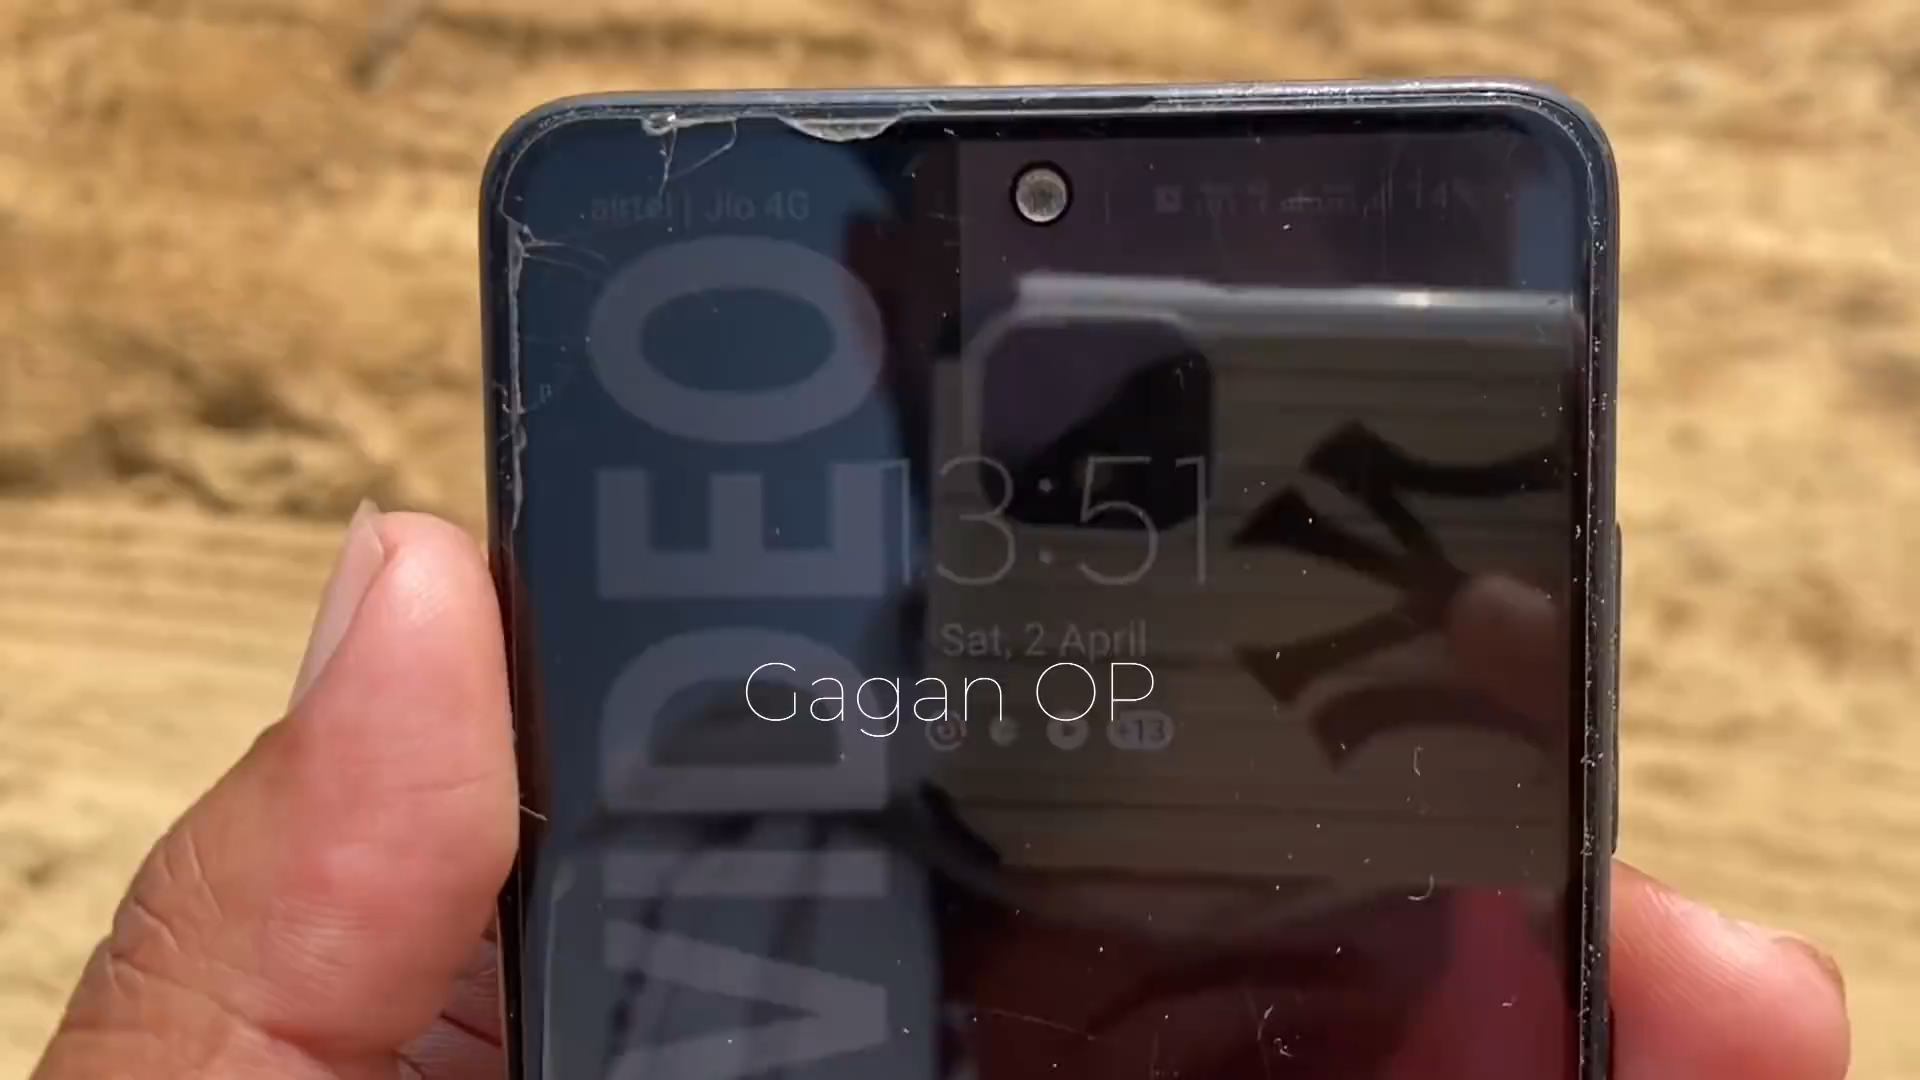 airtel | Jio 4G
14%
13:51
Sat, 2 April
Gagan OP
+13
VIDEO